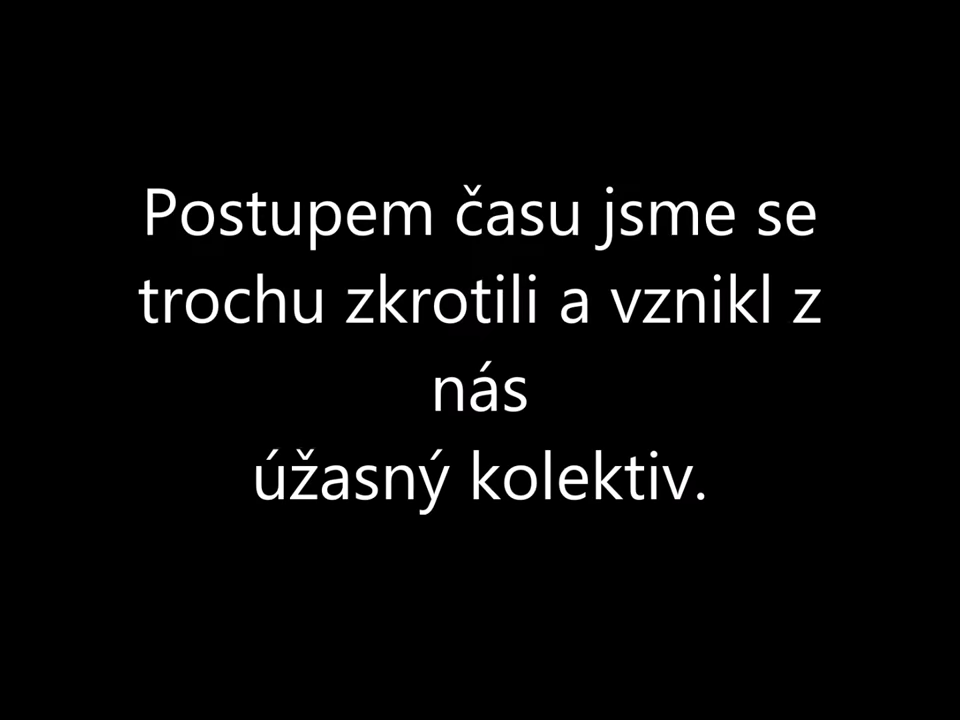 Postupem času jsme se
trochu zkrotili a vznikl z
nás
úžasný kolektiv.